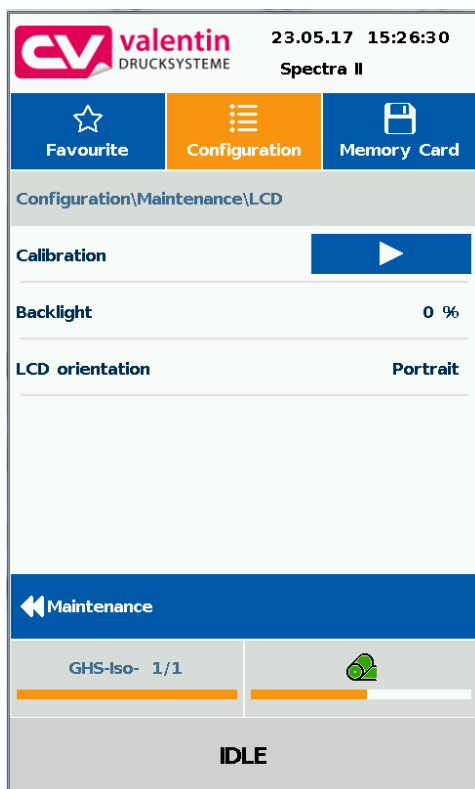 CV valentin
DRUCKSYSTEME
23.05.17 15:26:30
Spectra II
Favourite Configuration Memory Card
Configuration\Maintenance\LCD
Calibration
Backlight 0 %
LCD orientation Portrait
Maintenance
GHS-Iso- 1/1
IDLE